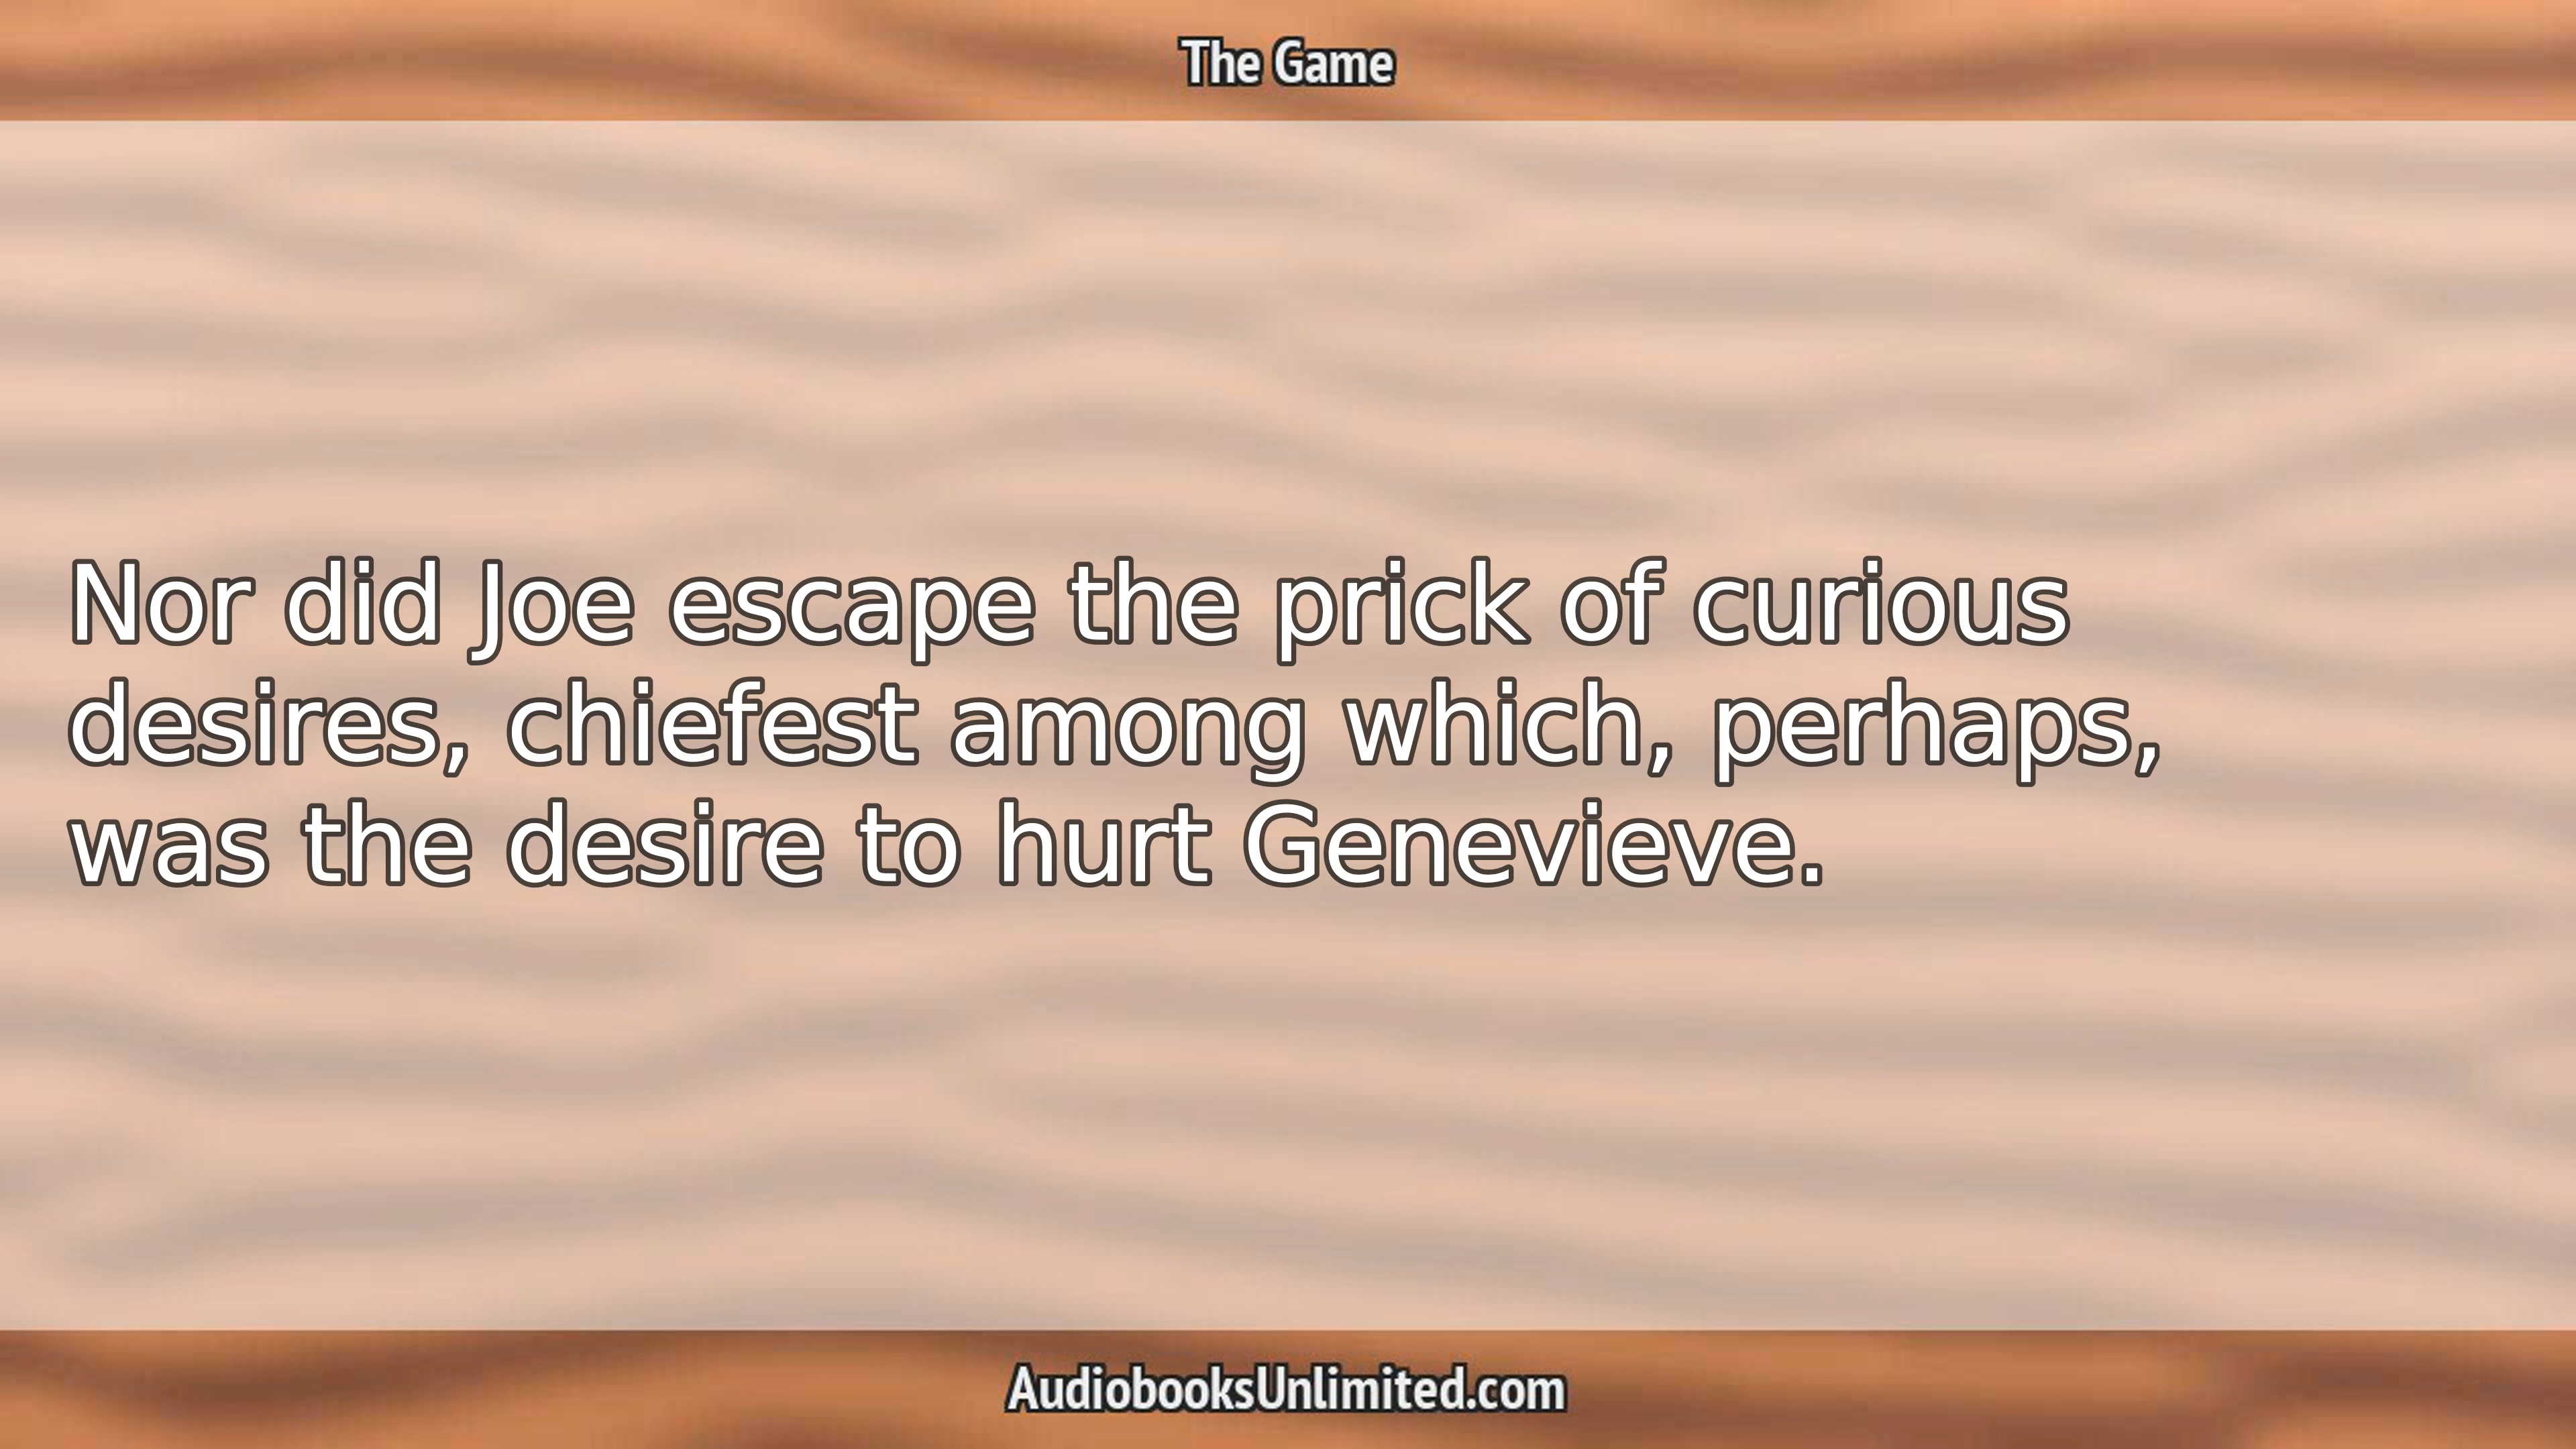 The Game
Nor did Joe escape the prick of curious
desires, chiefest among which, perhaps,
was the desire to hurt Genevieve.
AudiobooksUnlimited.com